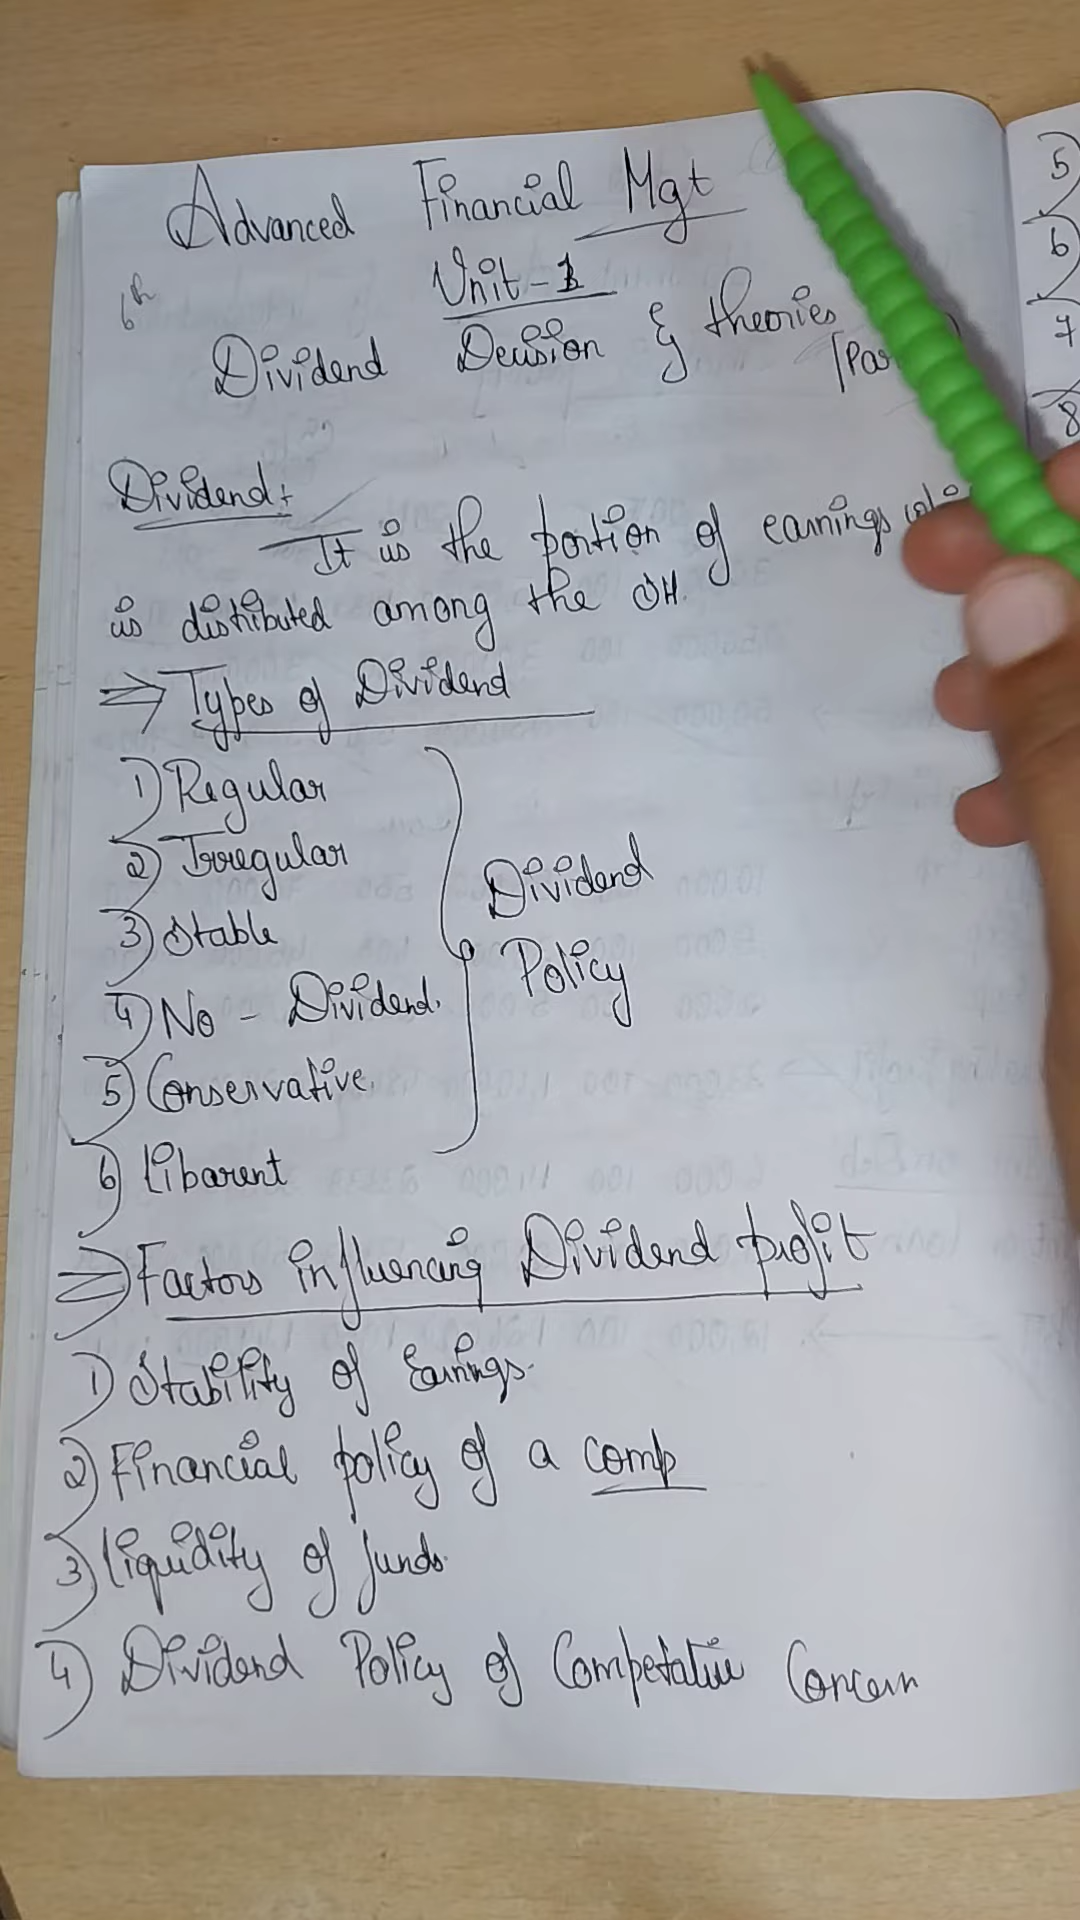 Advanced Financial Mgt
6th
Unit-1
Dividend Decision & theories
Dividend:-
It is the portion of earnings
is distributed among the SH.
⇒ Types of Dividend
1) Regular
2) Irregular
3) Stable
4) No - Dividend.
5) Conservative.
6) libarent
Dividend
Policy
⇒ Factors influencing Dividend profit
1) Stability of Earnings.
2) Financial policy of a comp
3) liquidity of funds.
4) Dividend Policy of Competative Concern
5)
6)
7
8